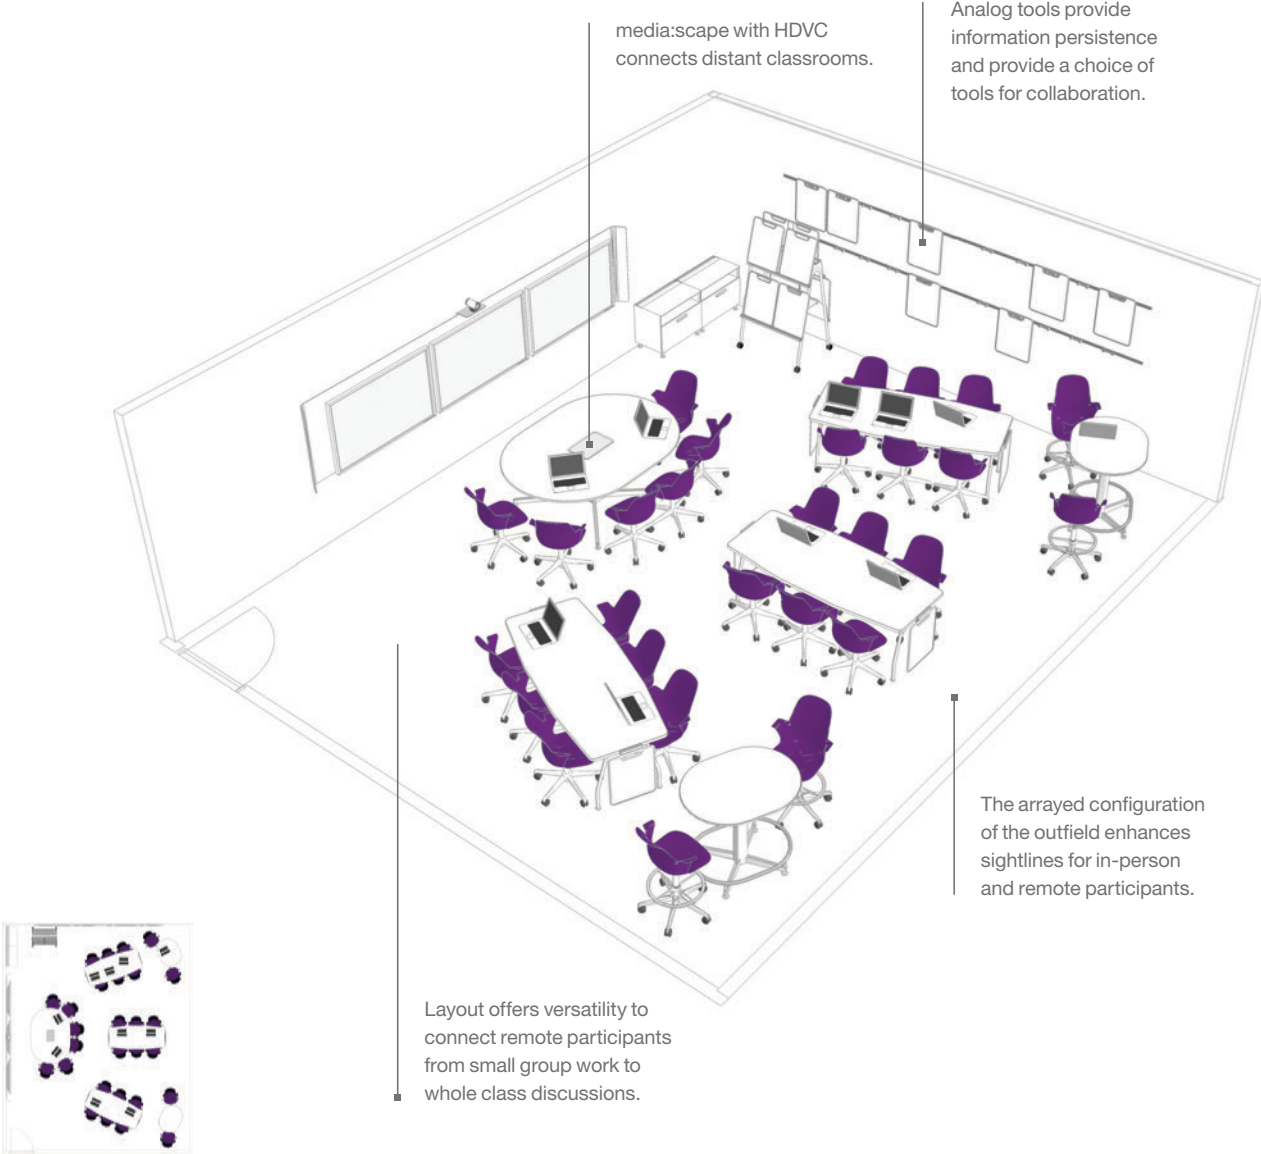 media:scape with HDVC
connects distant classrooms.
Analog tools provide
information persistence
and provide a choice of
tools for collaboration.
The arrayed configuration
of the outfield enhances
sightlines for in-person
and remote participants.
Layout offers versatility to
connect remote participants
from small group work to
whole class discussions.